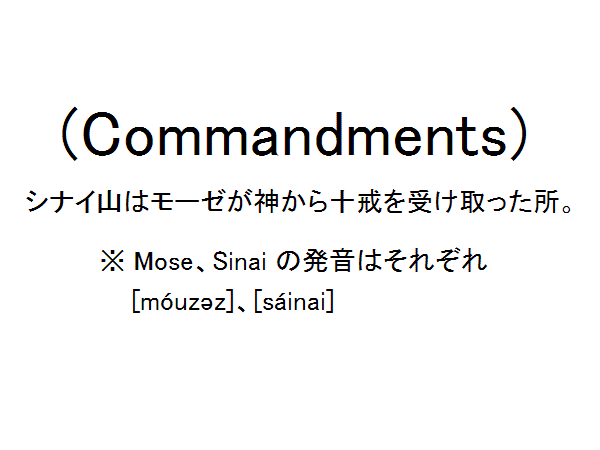 （Commandments）
シナイ山はモーゼが神から十戒を受け取った所。
※ Mose、Sinai の発音はそれぞれ
[móuzəz]、[sáinai]